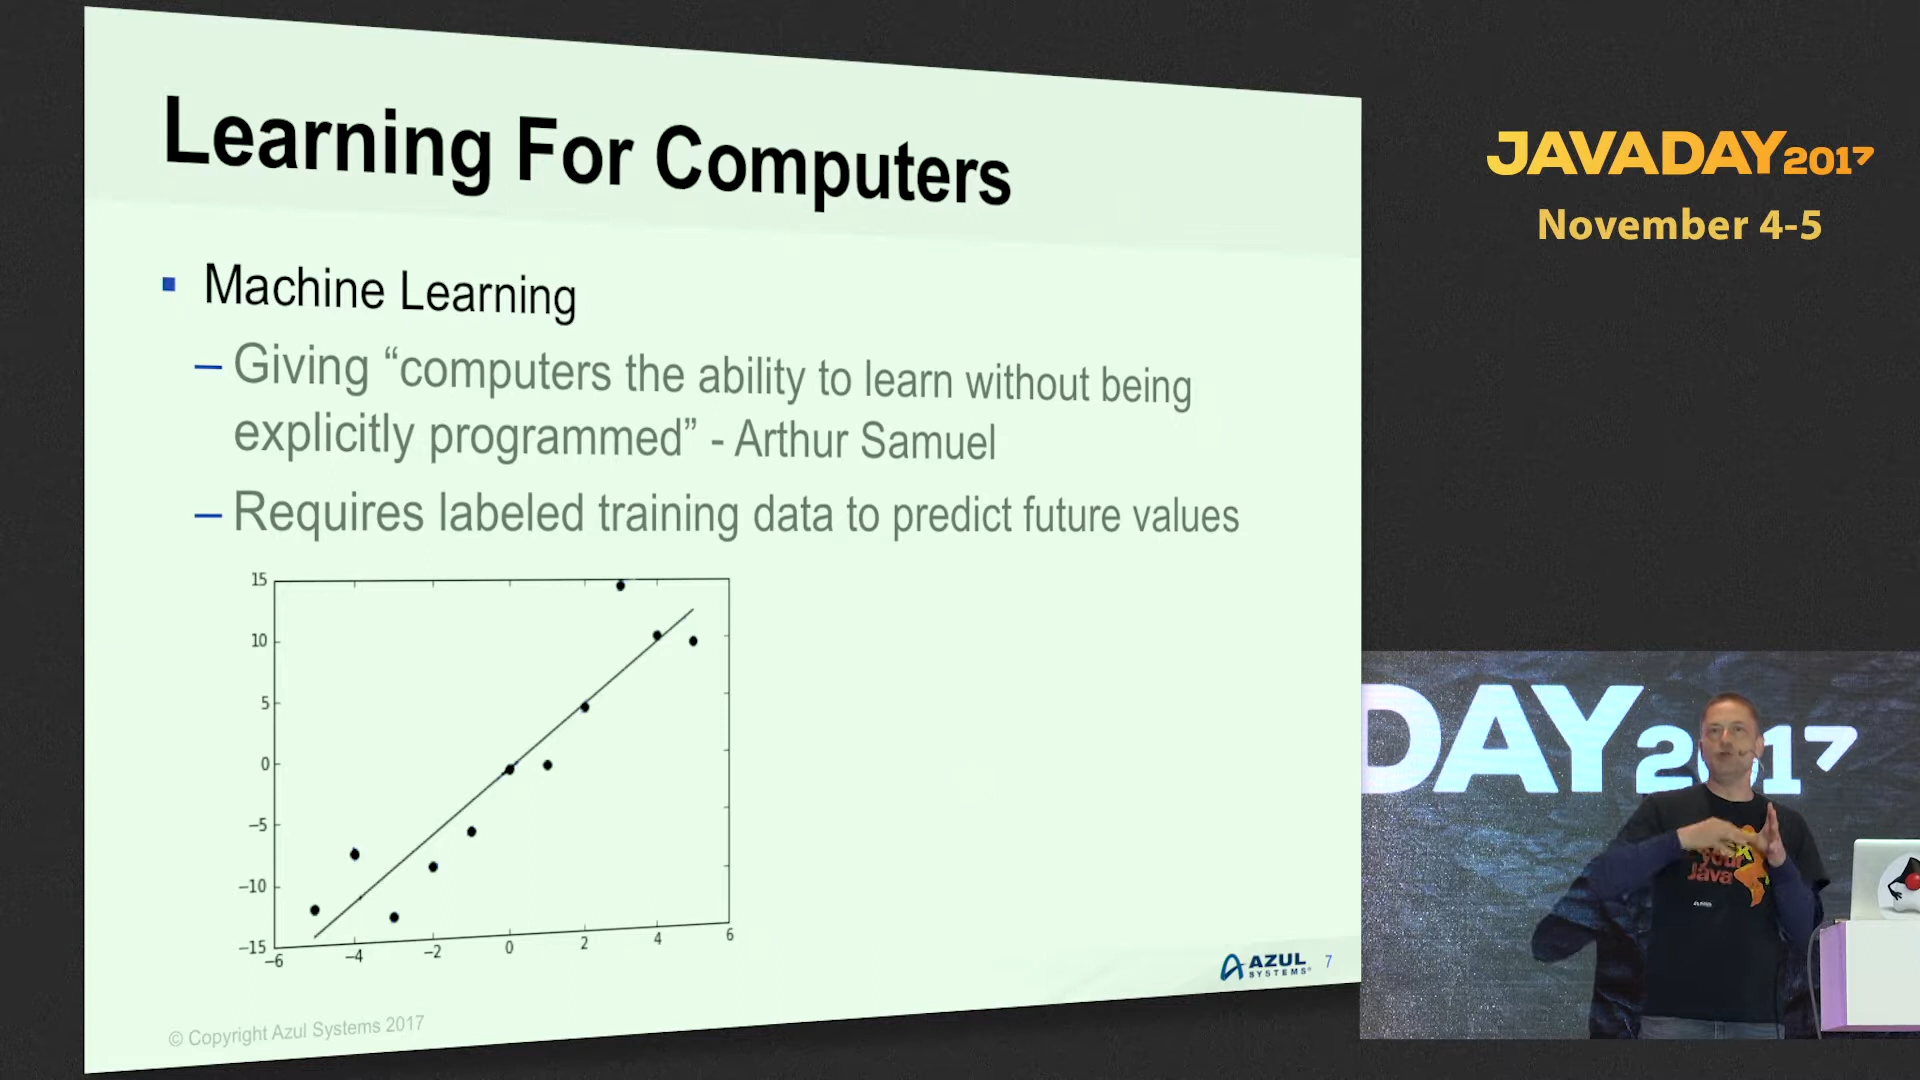 Learning For Computers
Machine Learning
– Giving “computers the ability to learn without being
explicitly programmed” - Arthur Samuel
– Requires labeled training data to predict future values
15
10
5
0
−5
−10
−15
−6
−4
−2
0
2
4
6
© Copyright Azul Systems 2017
AZUL
SYSTEMS
7
JAVADAY2017
November 4-5
DAY2017
your
Java